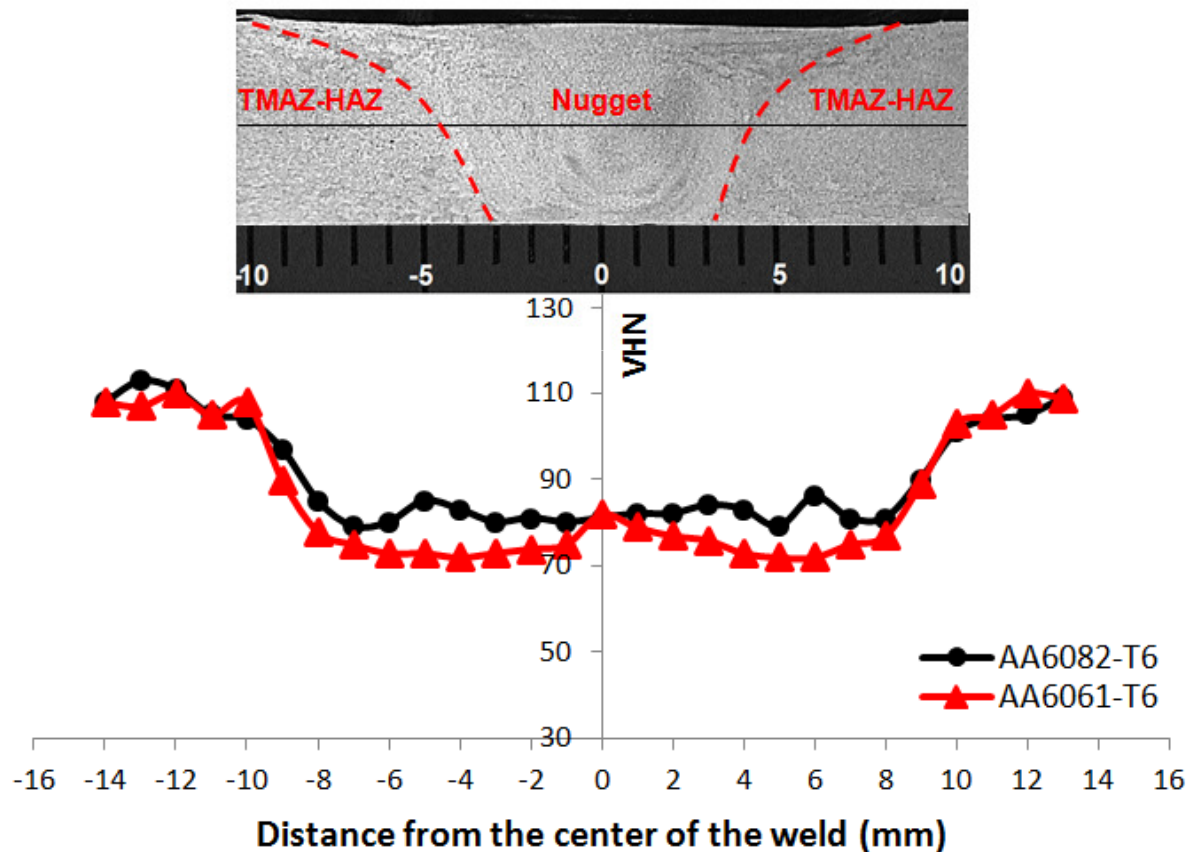 TMAZ-HAZ Nugget TMAZ-HAZ
-10 -5 0 5 10
130
VHN
110
90
70
50
AA6082-T6
AA6061-T6
30
-16 -14 -12 -10 -8 -6 -4 -2 0 2 4 6 8 10 12 14 16
Distance from the center of the weld (mm)